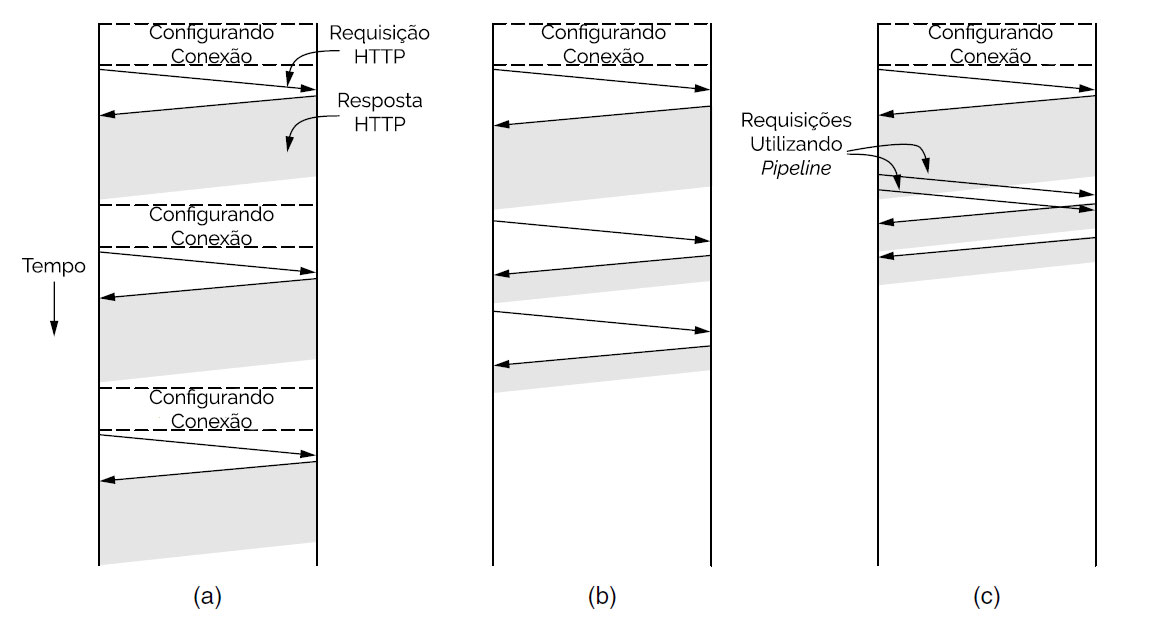 Configurando
Conexão
Requisição
HTTP
Resposta
HTTP
Configurando
Conexão
Tempo
Configurando
Conexão
(a)
Configurando
Conexão
(b)
Configurando
Conexão
Requisições
Utilizando
Pipeline
(c)